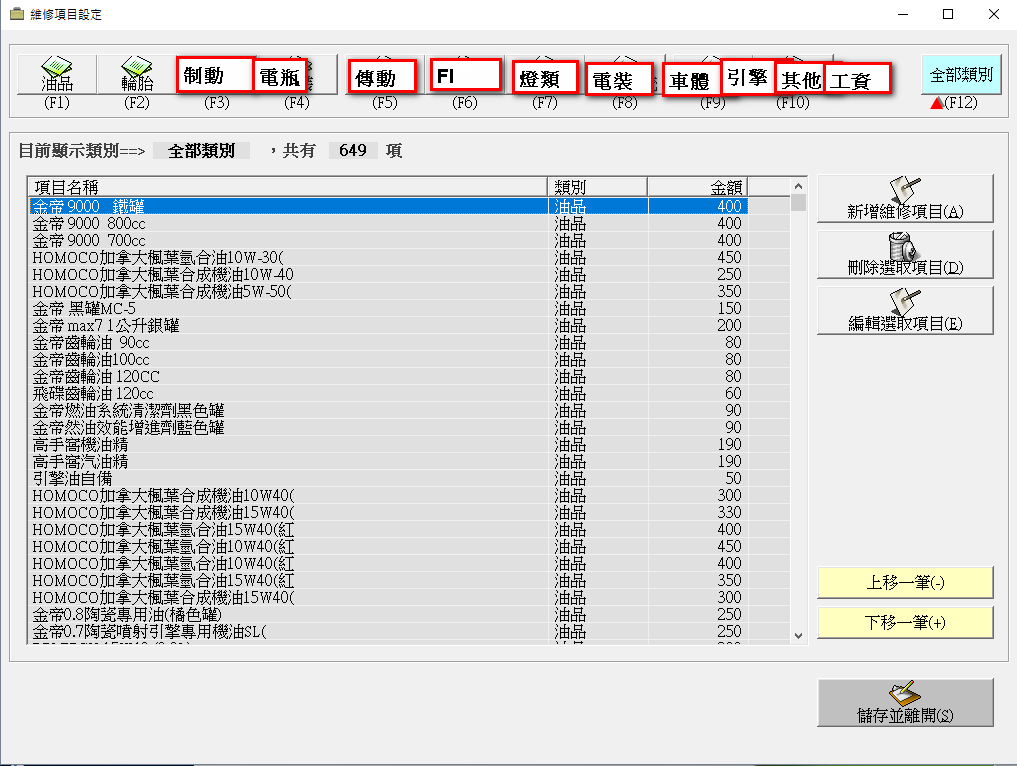 維修項目設定
油品 輪胎 制動 電瓶 傳動 FI 燈類 電裝 車體 引擎 其他 工資 全部類別
(F1) (F2) (F3) (F4) (F5) (F6) (F7) (F8) (F9) (F10) (F12)
目前顯示類別==> 全部類別 ，共有 649 項
項目名稱 類別 金額
金帝 9000 鐵罐 油品 400
金帝 9000 800cc 油品 400
金帝 9000 700cc 油品 400
HOMOCO加拿大楓葉氫合油10W-30( 油品 450
HOMOCO加拿大楓葉合成機油10W-40 油品 250
HOMOCO加拿大楓葉合成機油5W-50( 油品 350
金帝 黑罐MC-5 油品 150
金帝 max7 1公升銀罐 油品 200
金帝齒輪油 90cc 油品 80
金帝齒輪油100cc 油品 80
金帝齒輪油 120CC 油品 80
飛碟齒輪油 120cc 油品 60
金帝燃油系統清潔劑黑色罐 油品 90
金帝然油效能增進劑藍色罐 油品 90
高手窩機油精 油品 190
高手窩汽油精 油品 190
引擎油自備 油品 50
HOMOCO加拿大楓葉合成機油10W40( 油品 300
HOMOCO加拿大楓葉合成機油15W40( 油品 330
HOMOCO加拿大楓葉氫合油15W40(紅 油品 400
HOMOCO加拿大楓葉氫合油10W40(紅 油品 450
HOMOCO加拿大楓葉氫合油10W40(紅 油品 400
HOMOCO加拿大楓葉氫合油15W40(紅 油品 350
HOMOCO加拿大楓葉合成機油15W40( 油品 300
金帝0.8陶瓷專用油(橘色罐) 油品 250
金帝0.7陶瓷噴射引擎專用機油SL( 油品 250
新增維修項目(A)
刪除選取項目(D)
編輯選取項目(E)
上移一筆(-)
下移一筆(+)
儲存並離開(S)